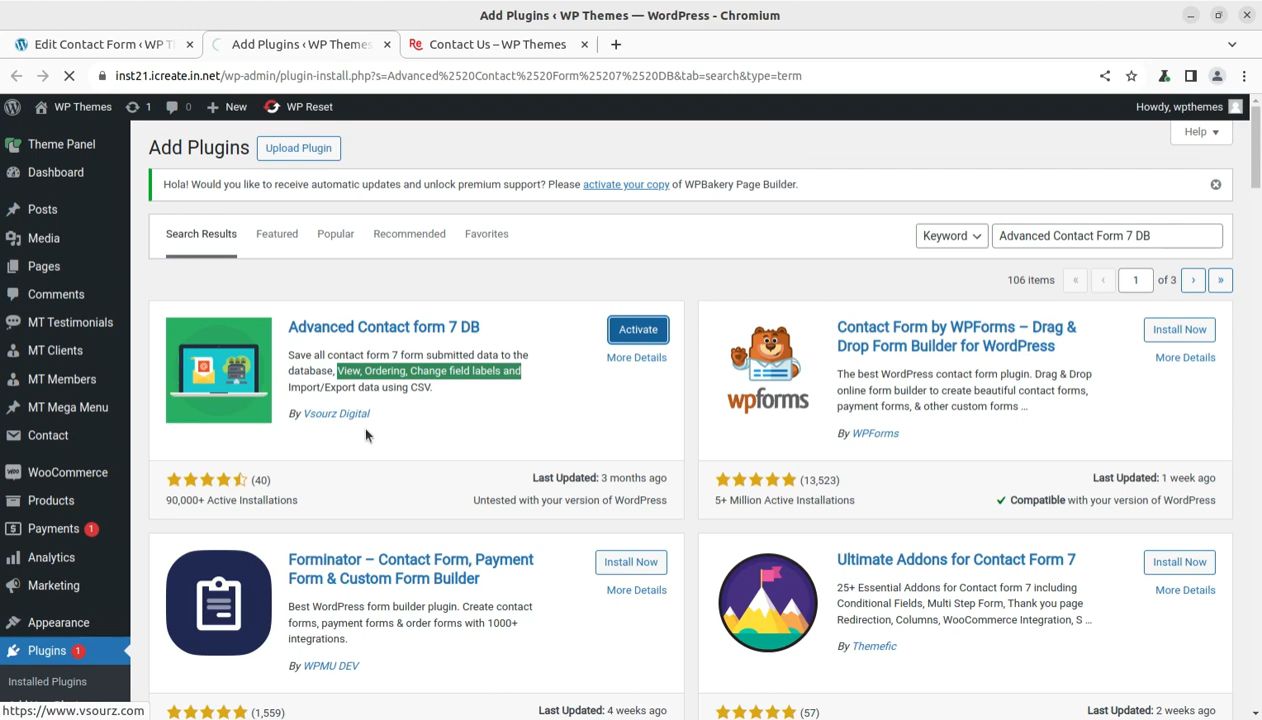 Add Plugins ‹ WP Themes — WordPress - Chromium
Edit Contact Form ‹ WP T
Add Plugins ‹ WP Themes
Contact Us – WP Themes
inst21.icreate.in.net/wp-admin/plugin-install.php?s=Advanced%2520Contact%2520Form%25207%2520DB&tab=search&type=term
WP Themes
1
0
New
WP Reset
Howdy, wpthemes
Theme Panel
Dashboard
Posts
Media
Pages
Comments
MT Testimonials
MT Clients
MT Members
MT Mega Menu
Contact
WooCommerce
Products
Payments 1
Analytics
Marketing
Appearance
Plugins 1
Installed Plugins
https://www.vsourz.com
Help
Add Plugins
Upload Plugin
Hola! Would you like to receive automatic updates and unlock premium support? Please activate your copy of WPBakery Page Builder.
Search Results
Featured
Popular
Recommended
Favorites
Keyword
Advanced Contact Form 7 DB
106 items
«
‹
1
of 3
›
»
Advanced Contact form 7 DB
Activate
More Details
Save all contact form 7 form submitted data to the
database, View, Ordering, Change field labels and
Import/Export data using CSV.
By Vsourz Digital
(40)
90,000+ Active Installations
Last Updated: 3 months ago
Untested with your version of WordPress
wpforms
Contact Form by WPForms – Drag &
Drop Form Builder for WordPress
Install Now
More Details
The best WordPress contact form plugin. Drag & Drop
online form builder to create beautiful contact forms,
payment forms, & other custom forms ...
By WPForms
(13,523)
5+ Million Active Installations
Last Updated: 1 week ago
Compatible with your version of WordPress
Forminator – Contact Form, Payment
Form & Custom Form Builder
Install Now
More Details
Best WordPress form builder plugin. Create contact
forms, payment forms & order forms with 1000+
integrations.
By WPMU DEV
(1,559)
Last Updated: 4 weeks ago
Ultimate Addons for Contact Form 7
Install Now
More Details
25+ Essential Addons for Contact form 7 including
Conditional Fields, Multi Step Form, Thank you page
Redirection, Columns, WooCommerce Integration, S ...
By Themefic
(57)
Last Updated: 2 weeks ago